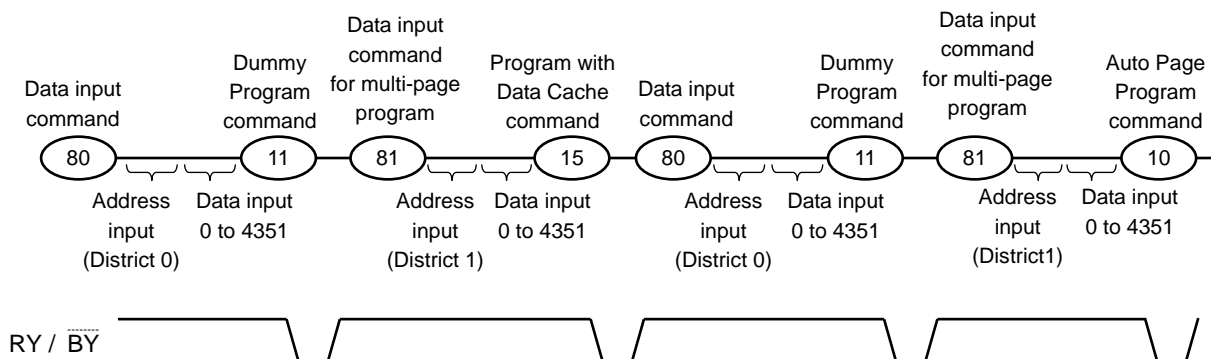 Data input
command
Dummy
Program
command
Data input
command
for multi-page
program
Program with
Data Cache
command
Data input
command
Dummy
Program
command
Data input
command
for multi-page
program
Auto Page
Program
command
80
11
81
15
80
11
81
10
Address
input
(District 0)
Data input
0 to 4351
Address
input
(District 1)
Data input
0 to 4351
Address
input
(District 0)
Data input
0 to 4351
Address
input
(District1)
Data input
0 to 4351
RY / BY